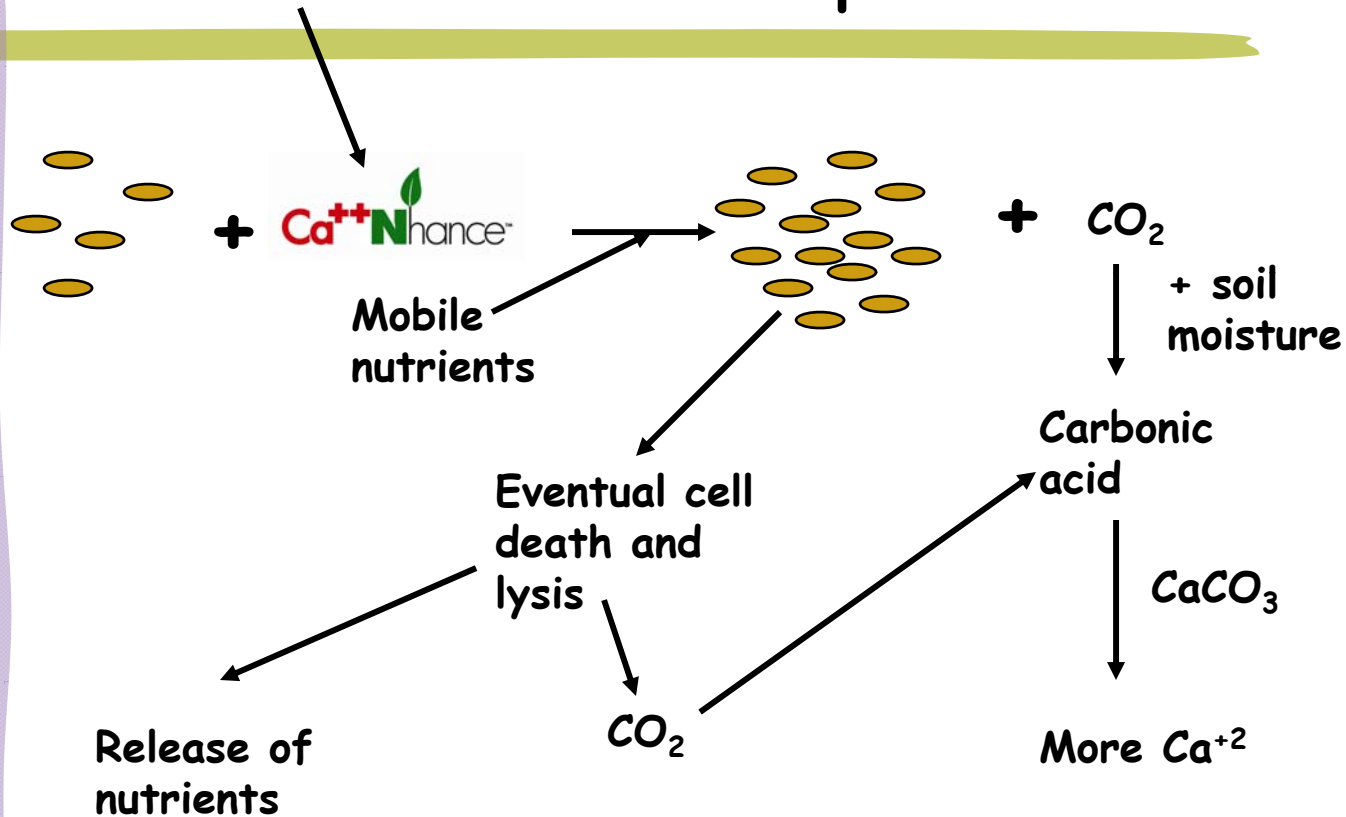 +
Ca⁺⁺Nhance™
+
CO₂
+ soil
moisture
Mobile
nutrients
Carbonic
acid
Eventual cell
death and
lysis
CaCO₃
Release of
nutrients
CO₂
More Ca⁺²